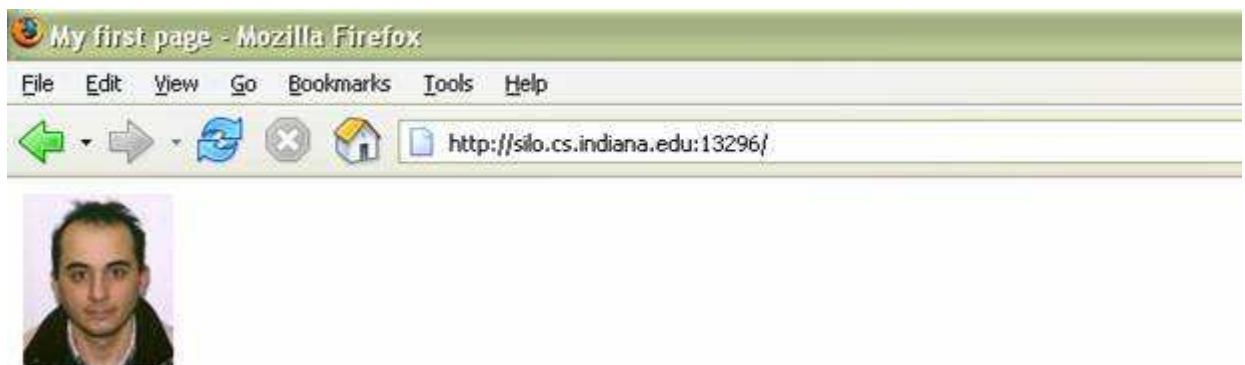 My first page - Mozilla Firefox
File Edit View Go Bookmarks Tools Help
http://silo.cs.indiana.edu:13296/